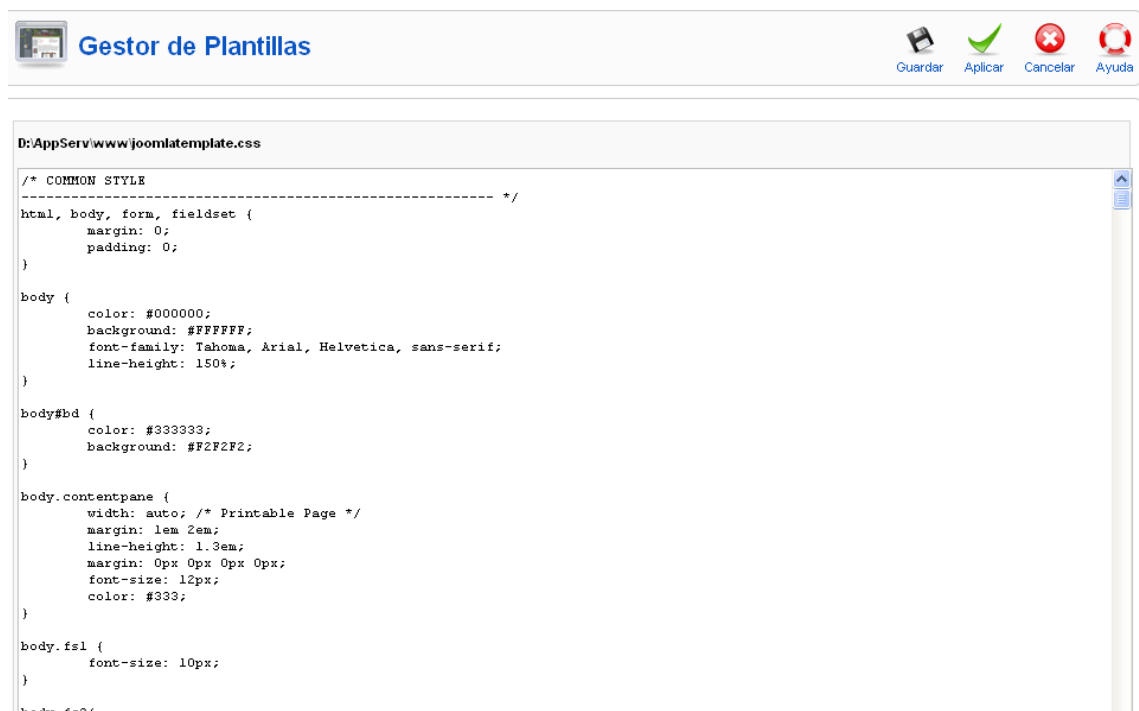 Gestor de Plantillas
Guardar Aplicar Cancelar Ayuda
D:\AppServ\www\joomlatemplate.css
/* COMMON STYLE
--------------------------------------------------------- */
html, body, form, fieldset {
margin: 0;
padding: 0;
}
body {
color: #000000;
background: #FFFFFF;
font-family: Tahoma, Arial, Helvetica, sans-serif;
line-height: 150%;
}
body#bd {
color: #333333;
background: #F2F2F2;
}
body.contentpane {
width: auto; /* Printable Page */
margin: 1em 2em;
line-height: 1.3em;
margin: 0px 0px 0px 0px;
font-size: 12px;
color: #333;
}
body.fs1 {
font-size: 10px;
}